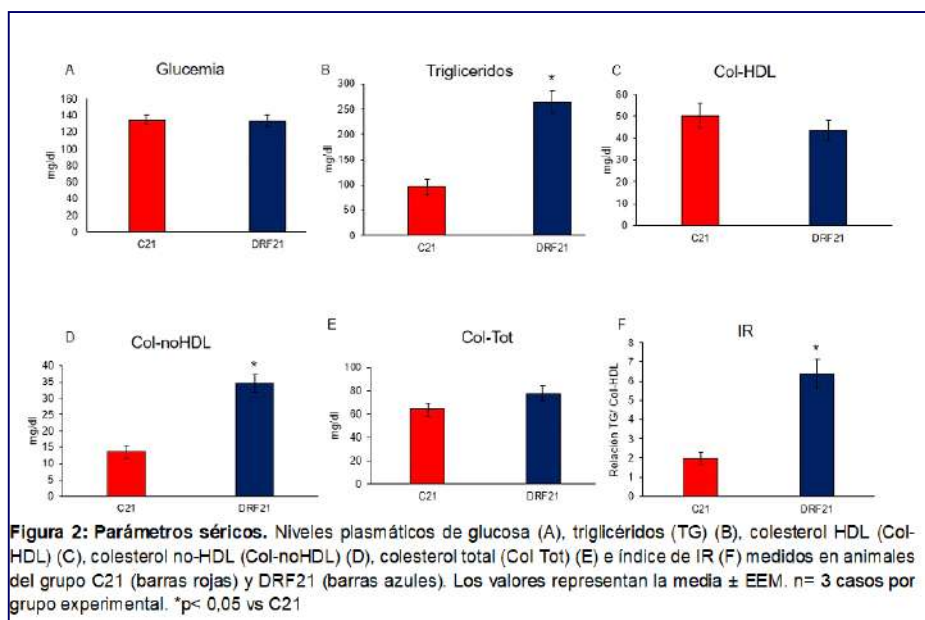 A
Glucemia
160
140
120
100
80
60
40
20
0
mg/dl
C21
DRF21
B
Trigliceridos
*
300
250
200
150
100
50
0
mg/dl
C21
DRF21
C
Col-HDL
60
50
40
30
20
10
0
mg/dl
C21
DRF21
D
Col-noHDL
*
40
35
30
25
20
15
10
5
0
mg/dl
C21
DRF21
E
Col-Tot
100
80
60
40
20
0
mg/dl
C21
DRF21
F
IR
*
8
7
6
5
4
3
2
1
0
Relación TG/ Col-HDL
C21
DRF21
Figura 2: Parámetros séricos. Niveles plasmáticos de glucosa (A), triglicéridos (TG) (B), colesterol HDL (Col-
HDL) (C), colesterol no-HDL (Col-noHDL) (D), colesterol total (Col Tot) (E) e índice de IR (F) medidos en animales
del grupo C21 (barras rojas) y DRF21 (barras azules). Los valores representan la media ± EEM. n= 3 casos por
grupo experimental. *p< 0,05 vs C21